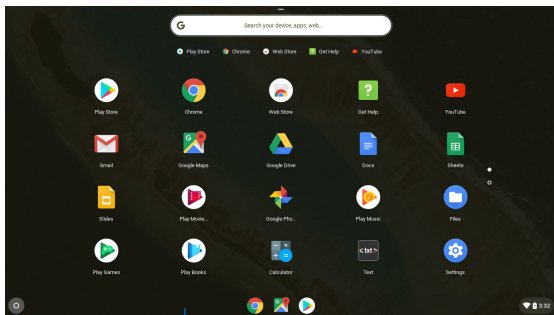 Search your device, apps, web...
Play Store Chrome Web Store Get Help YouTube
Play Store Chrome Web Store Get Help YouTube
Gmail Google Maps Google Drive Docs Sheets
Slides Play Movie... Google Pho... Play Music Files
Play Games Play Books Calculator <txt> Text Settings
3:32